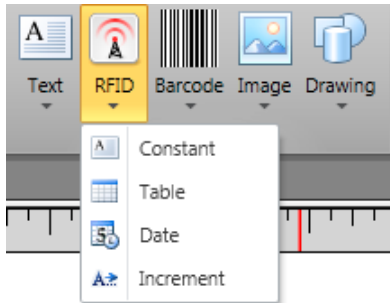 Text RFID Barcode Image Drawing
Constant
Table
Date
Increment